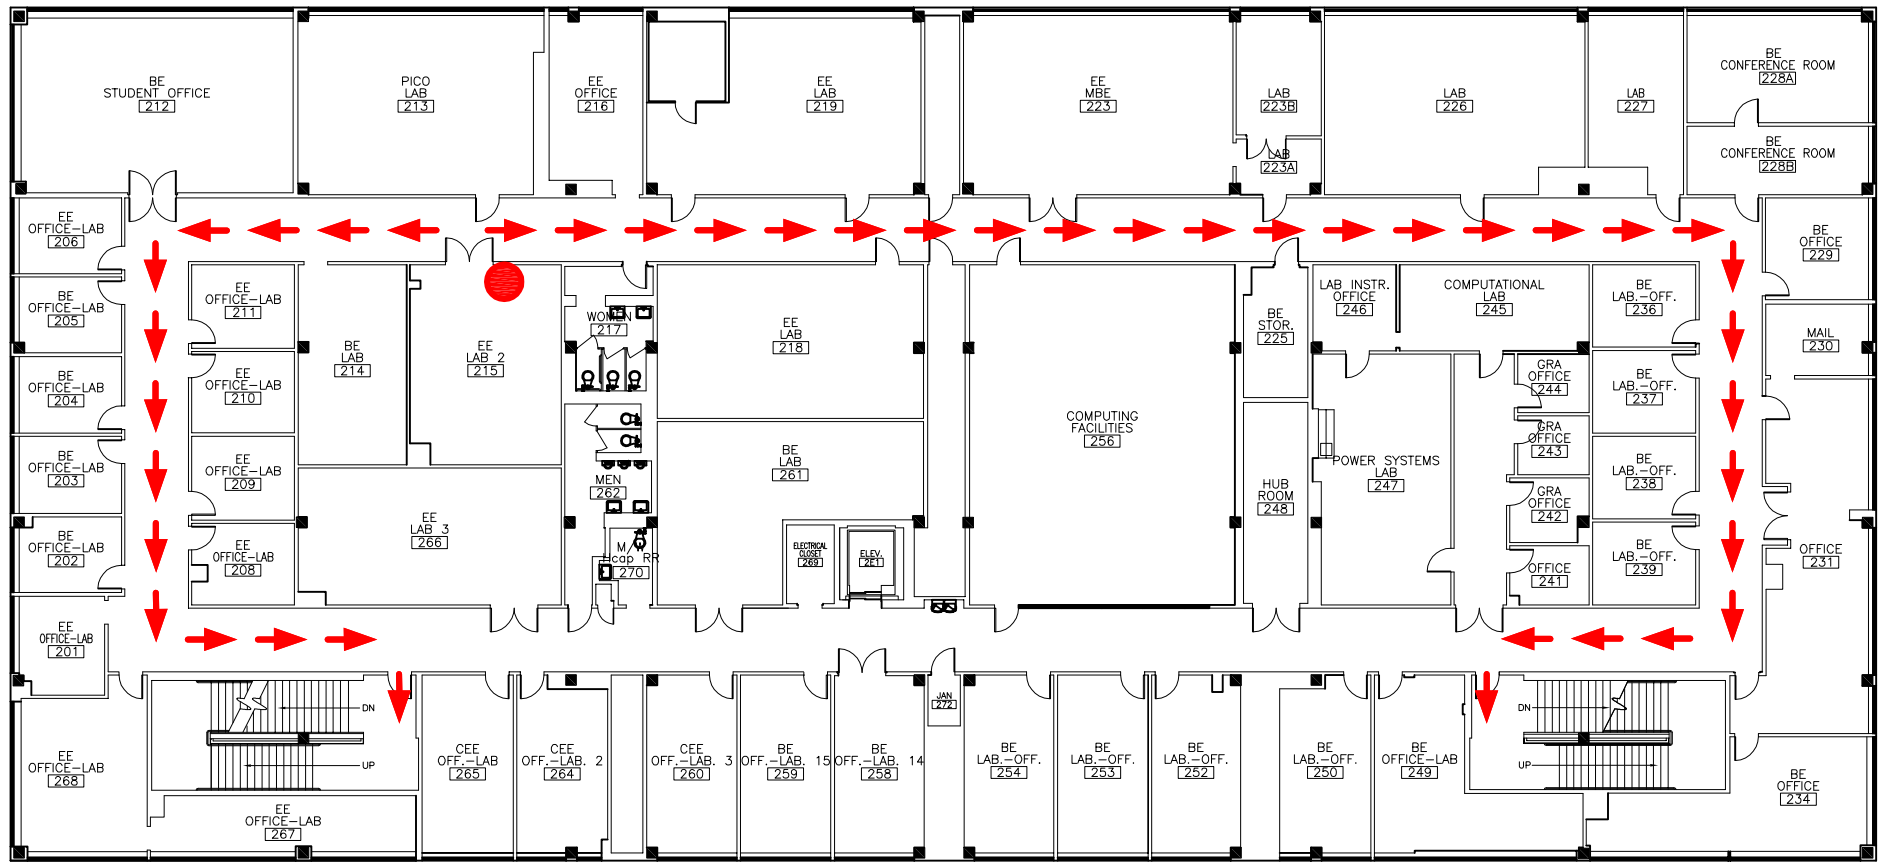 BE
STUDENT OFFICE
212
PICO
LAB
213
EE
OFFICE
216
EE
LAB
219
EE
MBE
223
LAB
223B
LAB
223A
LAB
226
LAB
227
BE
CONFERENCE ROOM
228A
BE
CONFERENCE ROOM
228B
EE
OFFICE-LAB
206
BE
OFFICE-LAB
205
BE
OFFICE-LAB
204
BE
OFFICE-LAB
203
BE
OFFICE-LAB
202
EE
OFFICE-LAB
201
EE
OFFICE-LAB
268
EE
OFFICE-LAB
267
EE
OFFICE-LAB
211
EE
OFFICE-LAB
210
EE
OFFICE-LAB
209
EE
OFFICE-LAB
208
BE
LAB
214
EE
LAB 2
215
EE
LAB 3
266
WOMEN
217
MEN
262
M/
Hcap RR
270
EE
LAB
218
BE
LAB
261
ELECTRICAL
CLOSET
269
ELEV.
2E1
COMPUTING
FACILITIES
256
BE
STOR.
225
HUB
ROOM
248
LAB INSTR.
OFFICE
246
COMPUTATIONAL
LAB
245
POWER SYSTEMS
LAB
247
GRA
OFFICE
244
GRA
OFFICE
243
GRA
OFFICE
242
OFFICE
241
BE
LAB.-OFF.
236
BE
LAB.-OFF.
237
BE
LAB.-OFF.
238
BE
LAB.-OFF.
239
BE
OFFICE
229
MAIL
230
OFFICE
231
BE
OFFICE
234
DN
UP
CEE
OFF.-LAB
265
CEE
OFF.-LAB. 2
264
CEE
OFF.-LAB. 3
260
BE
OFF.-LAB. 15
259
BE
OFF.-LAB. 14
258
JAN
272
BE
LAB.-OFF.
254
BE
LAB.-OFF.
253
BE
LAB.-OFF.
252
BE
LAB.-OFF.
250
BE
OFFICE-LAB
249
DN
UP